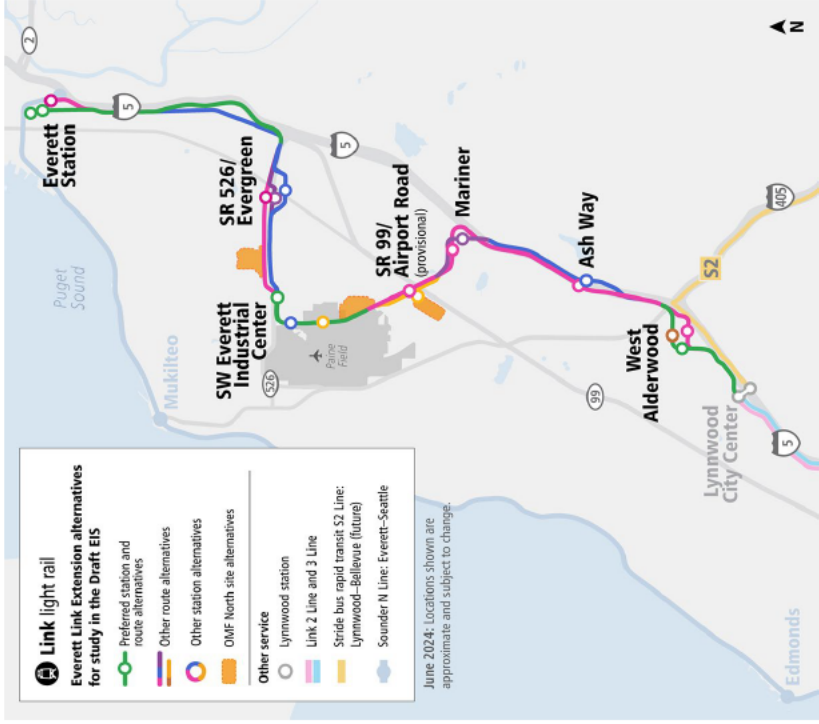 Link light rail
Everett Link Extension alternatives
for study in the Draft EIS
Preferred station and
route alternatives
Other route alternatives
Other station alternatives
OMF North site alternatives
Other service
Lynnwood station
Link 2 Line and 3 Line
Stride bus rapid transit S2 Line:
Lynnwood–Bellevue (future)
Sounder N Line: Everett–Seattle
June 2024: Locations shown are
approximate and subject to change.
2
Everett
Station
5
Puget
Sound
Mukilteo
SR 526/
Evergreen
SW Everett
Industrial
Center
526
Paine
Field
5
SR 99/
Airport Road
(provisional)
Mariner
99
Ash Way
West
Alderwood
S2
405
Lynnwood
City Center
5
Edmonds
N